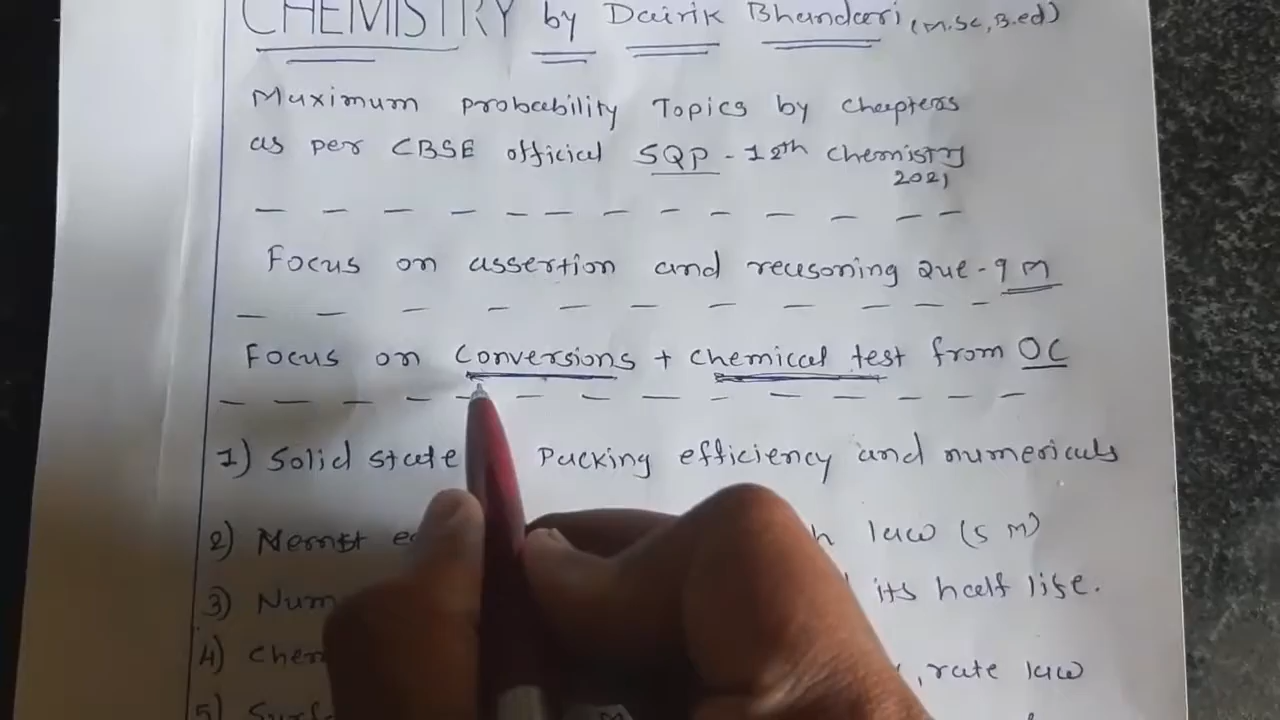 CHEMISTRY by Dairik Bhandari (M.Sc, B.ed)
Maximum probability Topics by Chapters
as per CBSE official SQP - 12th Chemistry
2021
Focus on assertion and reasoning Que - 9 M
Focus on Conversions + Chemical test from OC
1) Solid state Packing efficiency and numericals
2) Nernst law (5 M)
3) its half life.
4) , rate law
5)